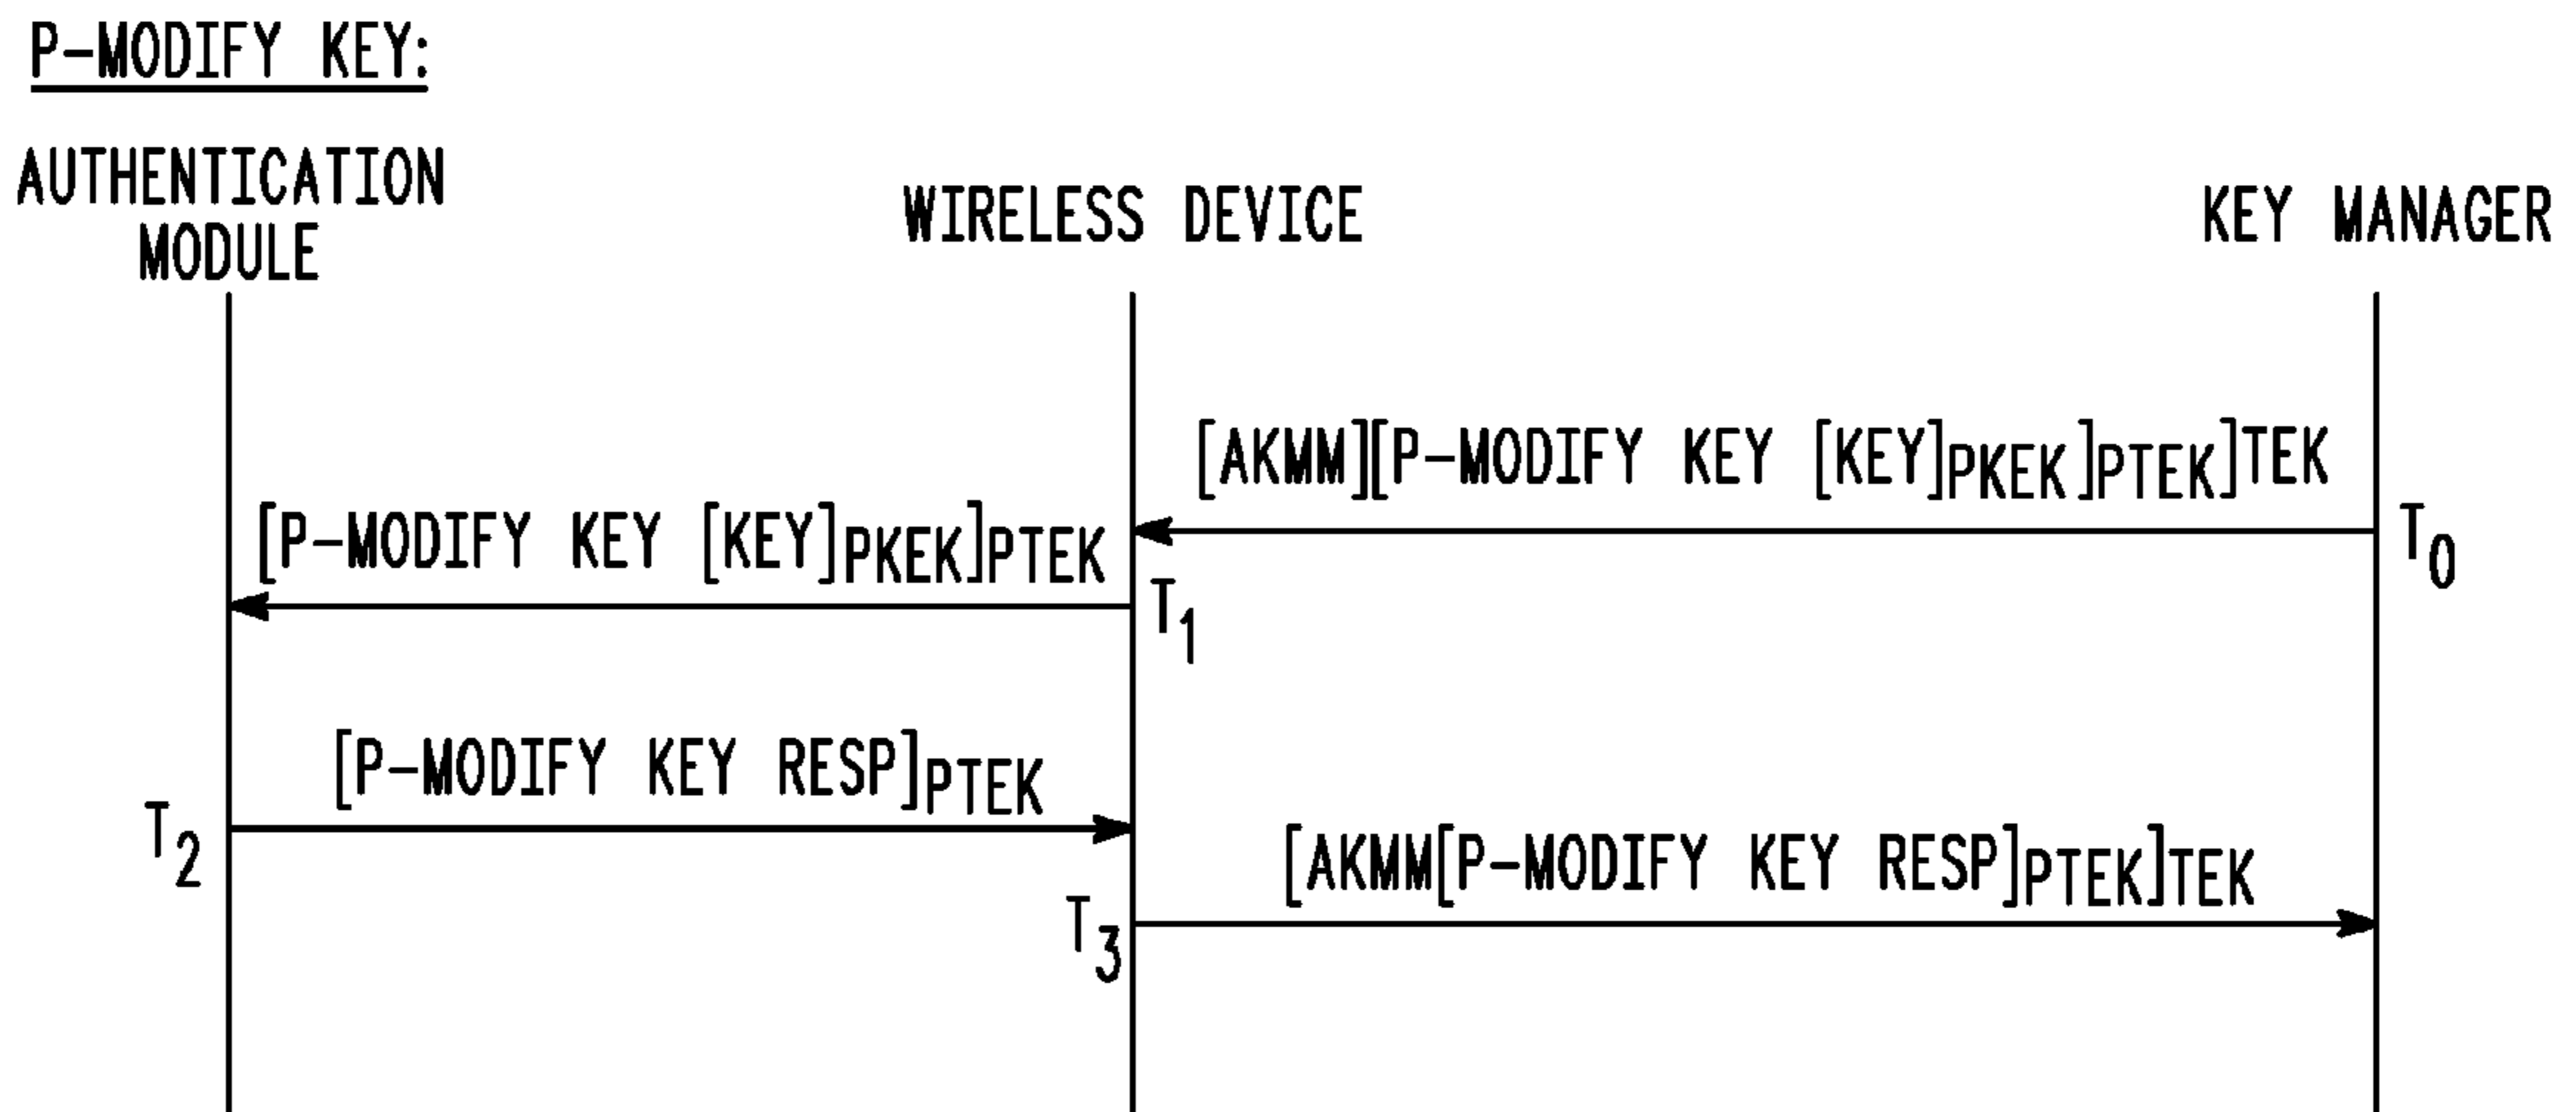 P-MODIFY KEY:
AUTHENTICATION
MODULE
WIRELESS DEVICE
KEY MANAGER
[AKMM][P-MODIFY KEY [KEY]PKEK]PTEK]TEK
T0
[P-MODIFY KEY [KEY]PKEK]PTEK
T1
[P-MODIFY KEY RESP]PTEK
T2
[AKMM[P-MODIFY KEY RESP]PTEK]TEK
T3